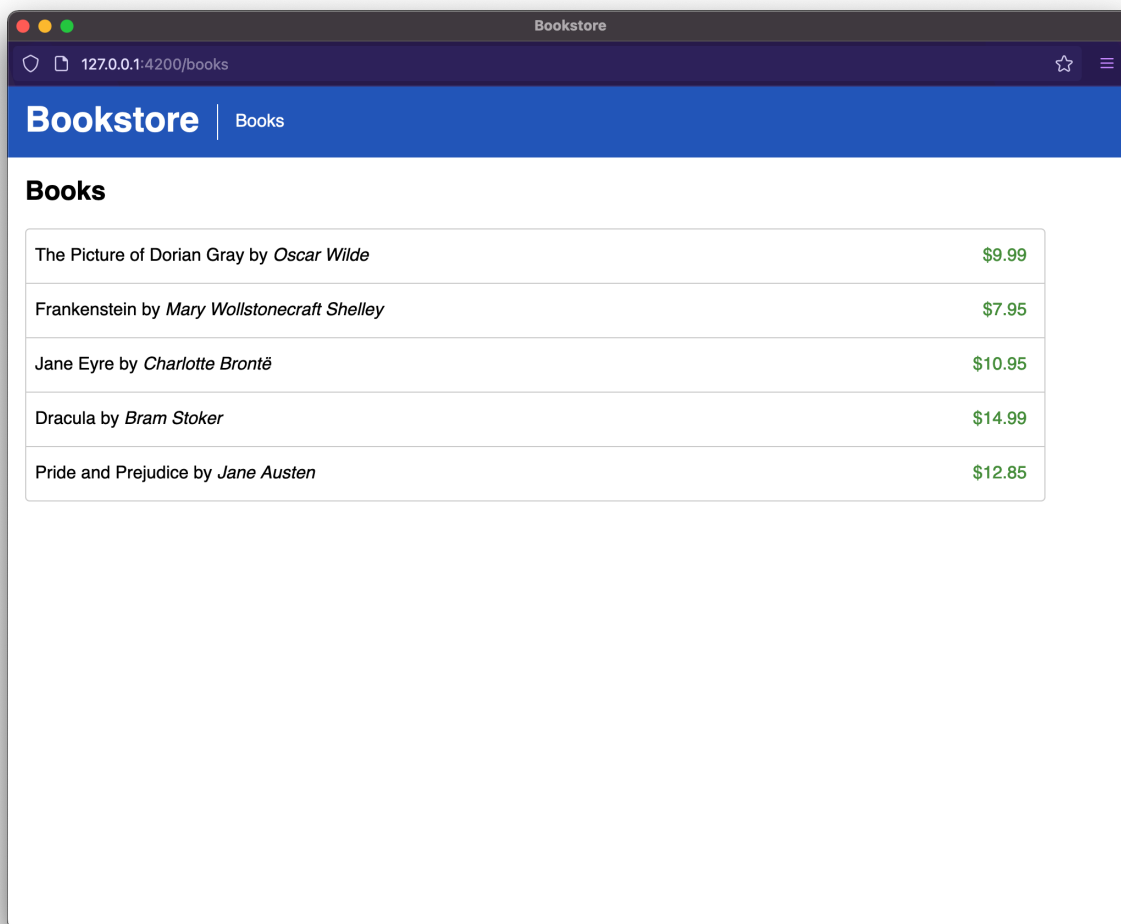 Bookstore
127.0.0.1:4200/books
Bookstore Books
Books
The Picture of Dorian Gray by Oscar Wilde $9.99
Frankenstein by Mary Wollstonecraft Shelley $7.95
Jane Eyre by Charlotte Brontë $10.95
Dracula by Bram Stoker $14.99
Pride and Prejudice by Jane Austen $12.85